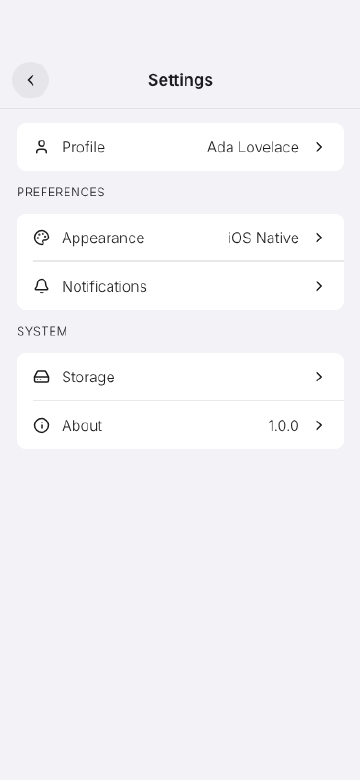 Settings
Profile Ada Lovelace
PREFERENCES
Appearance iOS Native
Notifications
SYSTEM
Storage
About 1.0.0